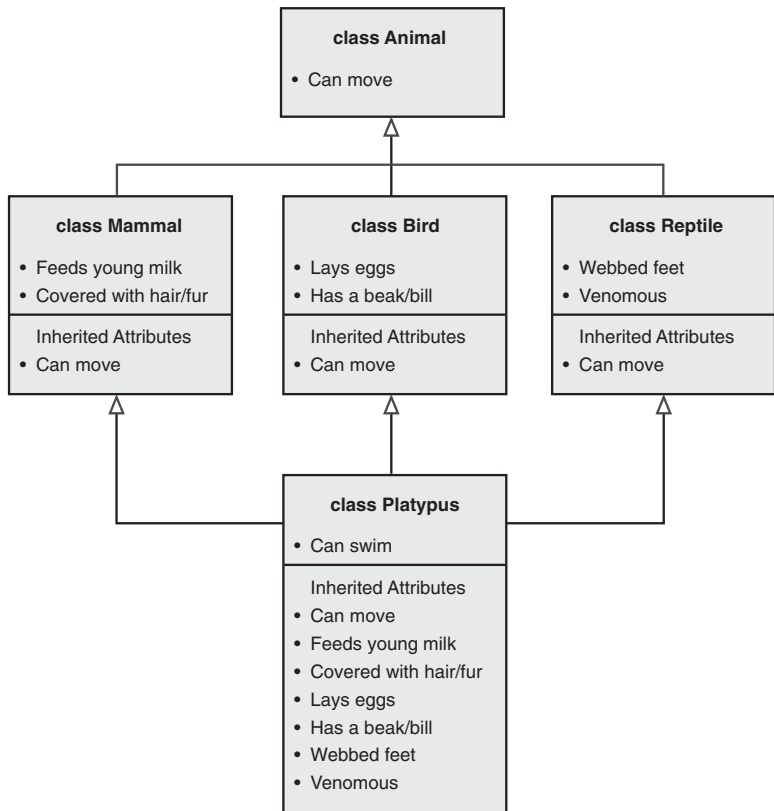 class Animal
• Can move
class Mammal
• Feeds young milk
• Covered with hair/fur
Inherited Attributes
• Can move
class Bird
• Lays eggs
• Has a beak/bill
Inherited Attributes
• Can move
class Reptile
• Webbed feet
• Venomous
Inherited Attributes
• Can move
class Platypus
• Can swim
Inherited Attributes
• Can move
• Feeds young milk
• Covered with hair/fur
• Lays eggs
• Has a beak/bill
• Webbed feet
• Venomous